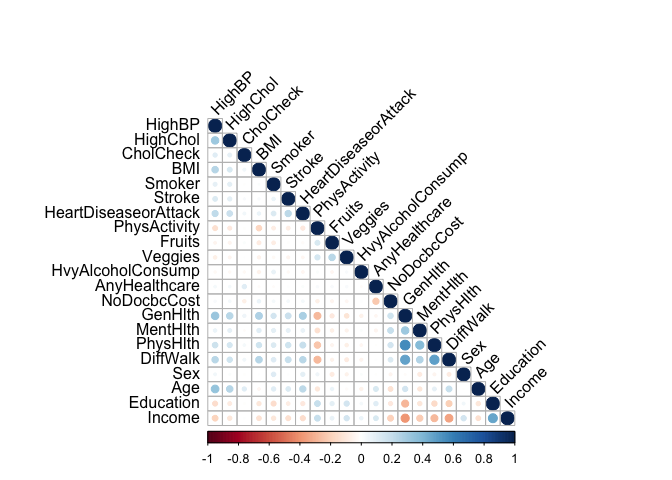 HighBP
HighChol
CholCheck
BMI
Smoker
Stroke
HeartDiseaseorAttack
PhysActivity
Fruits
Veggies
HvyAlcoholConsump
AnyHealthcare
NoDocbcCost
GenHlth
MentHlth
PhysHlth
DiffWalk
Sex
Age
Education
Income
HighBP
HighChol
CholCheck
BMI
Smoker
Stroke
HeartDiseaseorAttack
PhysActivity
Fruits
Veggies
HvyAlcoholConsump
AnyHealthcare
NoDocbcCost
GenHlth
MentHlth
PhysHlth
DiffWalk
Sex
Age
Education
Income
-1 -0.8 -0.6 -0.4 -0.2 0 0.2 0.4 0.6 0.8 1